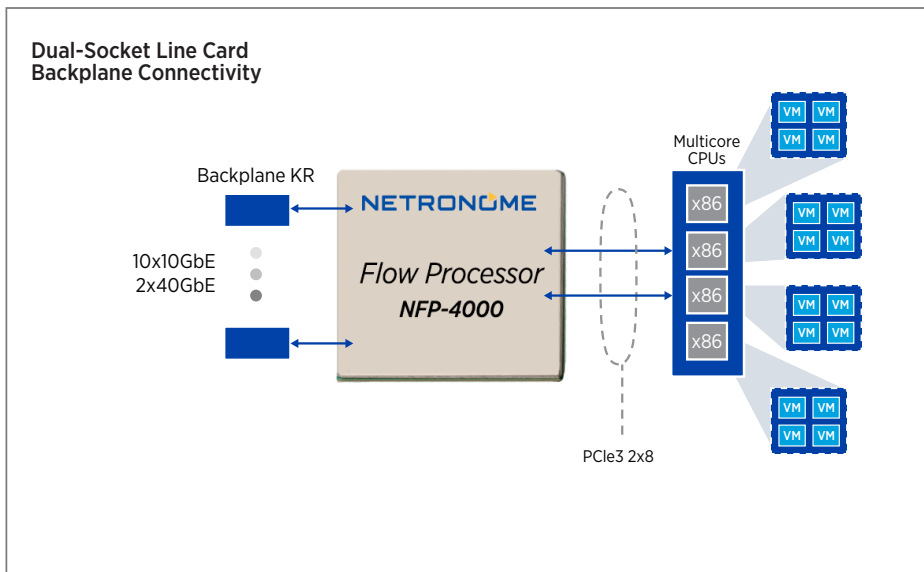 Dual-Socket Line Card
Backplane Connectivity
Backplane KR
10x10GbE
2x40GbE
NETRONOME
Flow Processor
NFP-4000
PCIe3 2x8
Multicore
CPUs
x86
x86
x86
x86
VM VM
VM VM
VM VM
VM VM
VM VM
VM VM
VM VM
VM VM